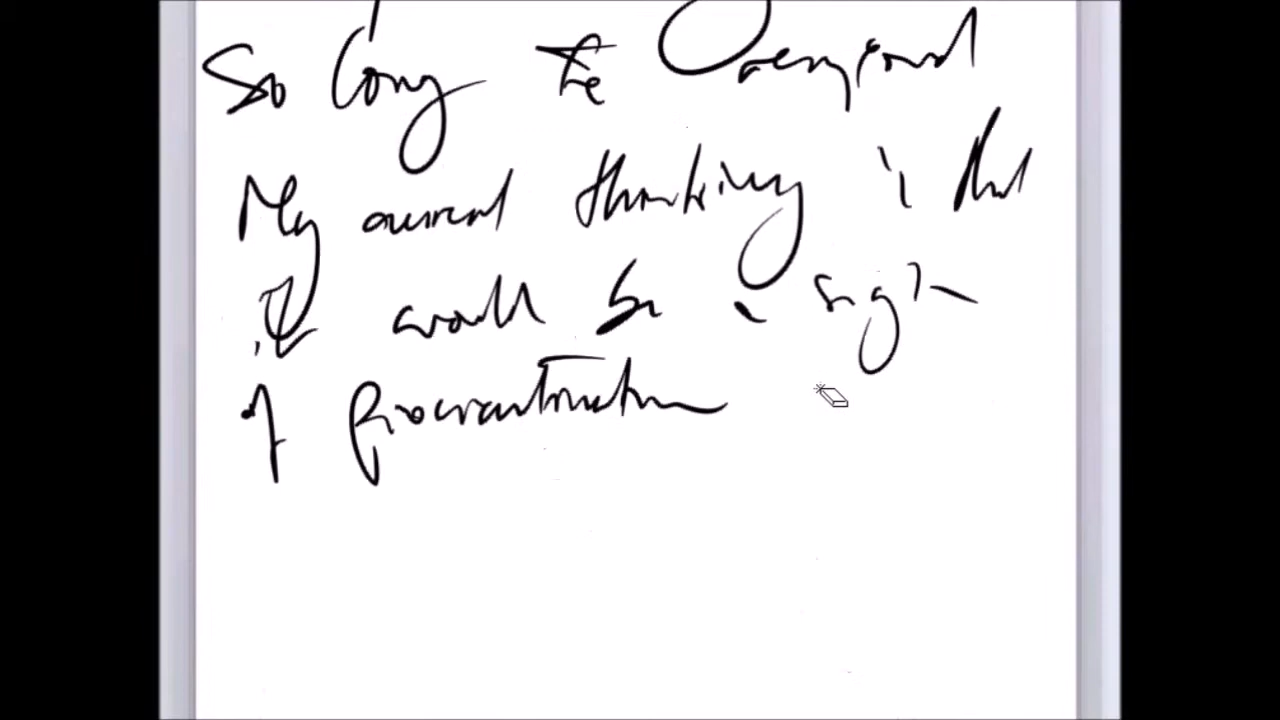 So long the
My current thinking is that
it would be a sign
of procrastination